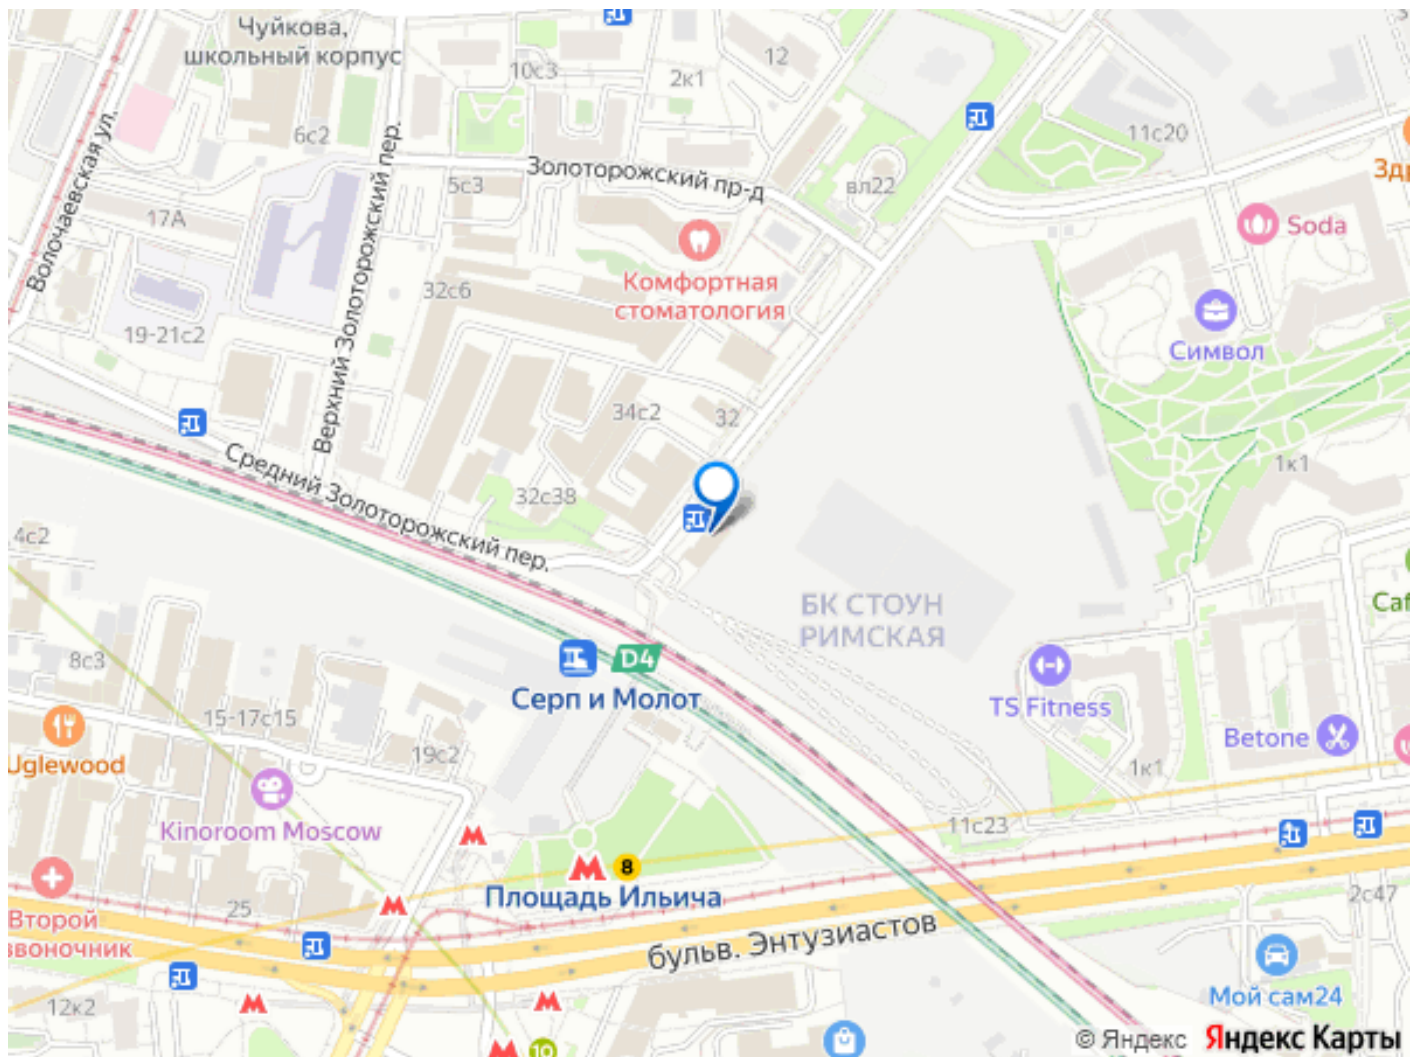 Чуйкова,
школьный корпус
10с3
2к1
12
6с2
11с20
Волочаевская ул.
Верхний Золоторожский пер.
Золоторожский пр-д
5с3
вл22
17А
Soda
32с6
Комфортная
стоматология
19-21с2
Символ
34с2
32
Средний Золоторожский пер.
32с38
1к1
4с2
БК СТОУН
РИМСКАЯ
8с3
D4
Серп и Молот
TS Fitness
15-17с15
19с2
Uglewood
Betone
1к1
Kinoroom Moscow
11с23
8
Площадь Ильича
25
Второй
звоночник
2с47
бульв. Энтузиастов
12к2
Мой сам24
10
© Яндекс Яндекс Карты